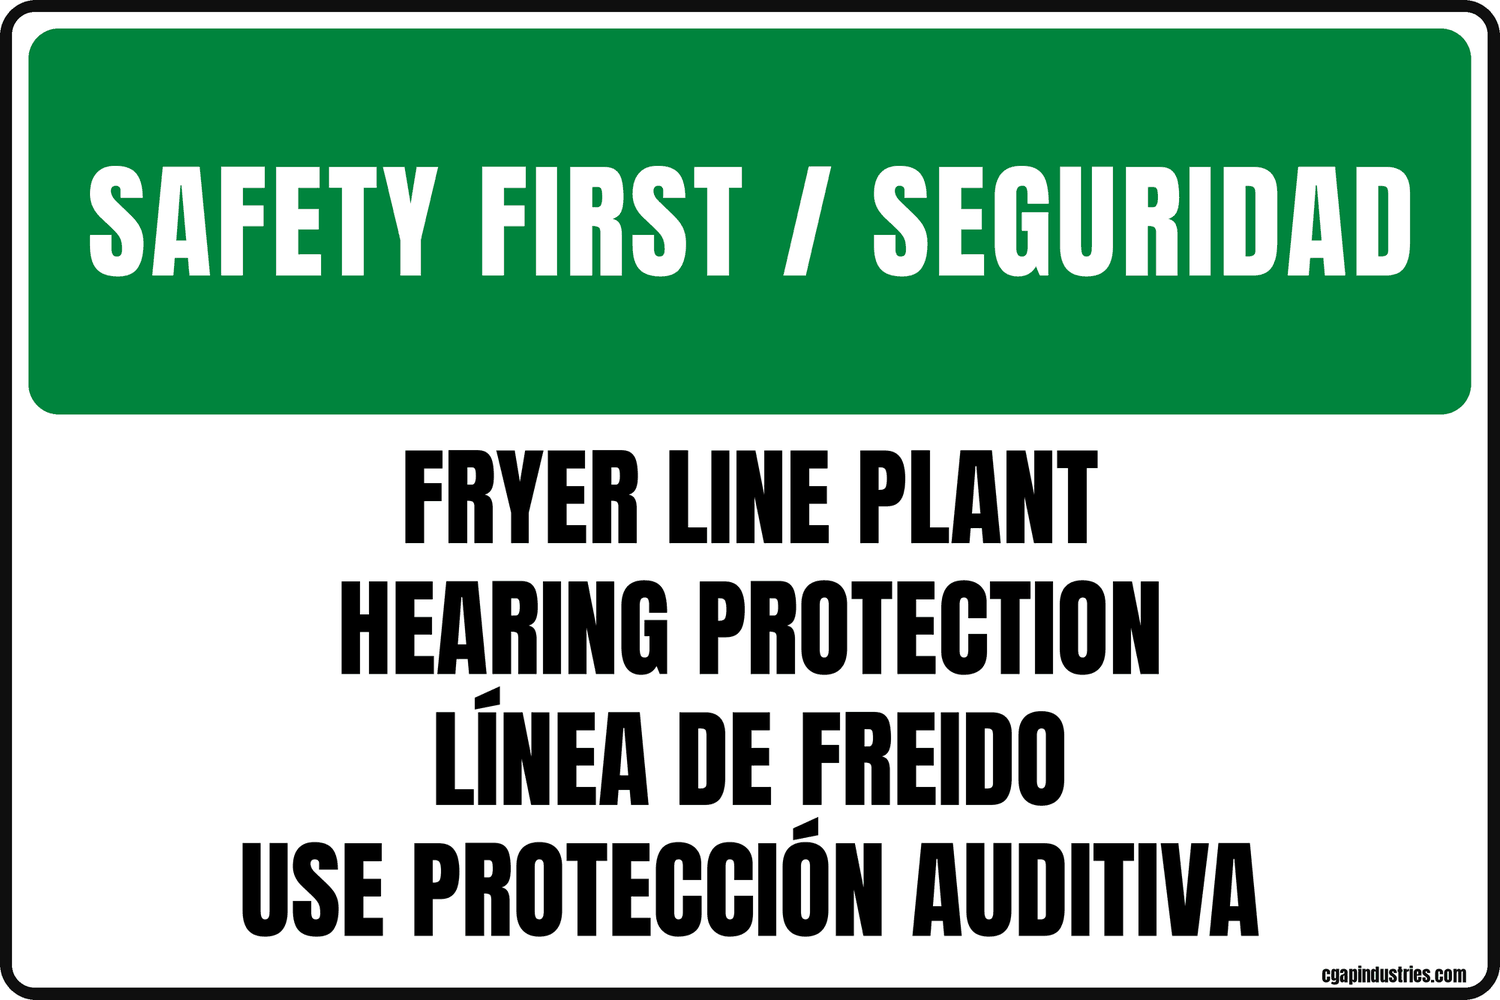 SAFETY FIRST / SEGURIDAD
FRYER LINE PLANT
HEARING PROTECTION
LÍNEA DE FREIDO
USE PROTECCIÓN AUDITIVA
cgapindustries.com